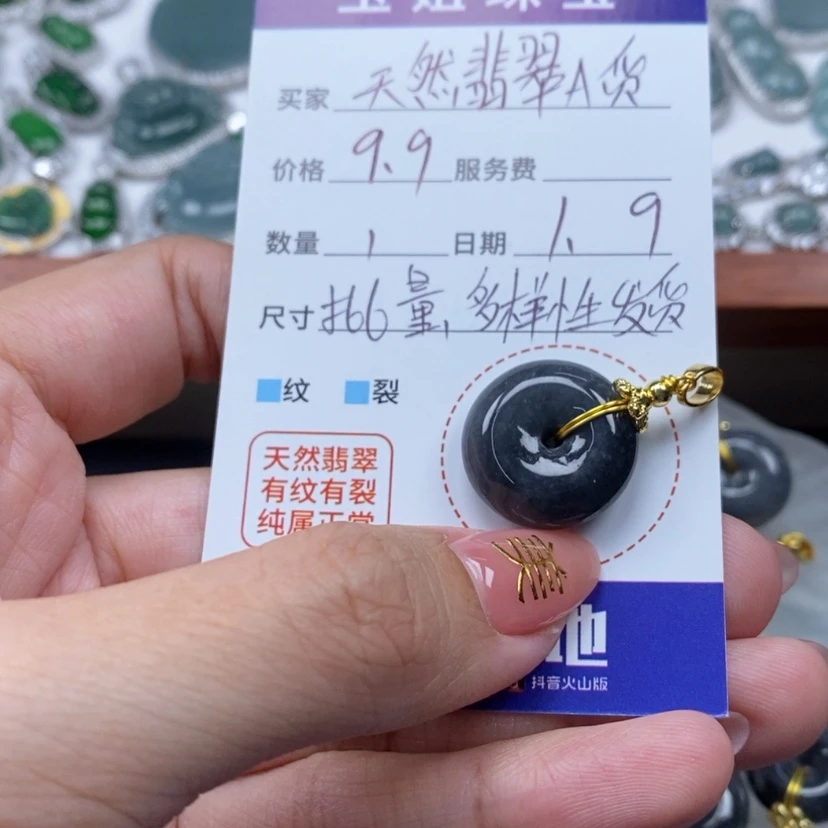 买家 天然翡翠A货
价格 9.9 服务费
数量 1 日期 1.9
尺寸 批量,多样性发货
纹 裂
天然翡翠
有纹有裂
纯属正常
地
抖音火山版